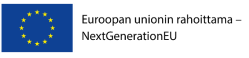 Euroopan unionin rahoittama –
NextGenerationEU